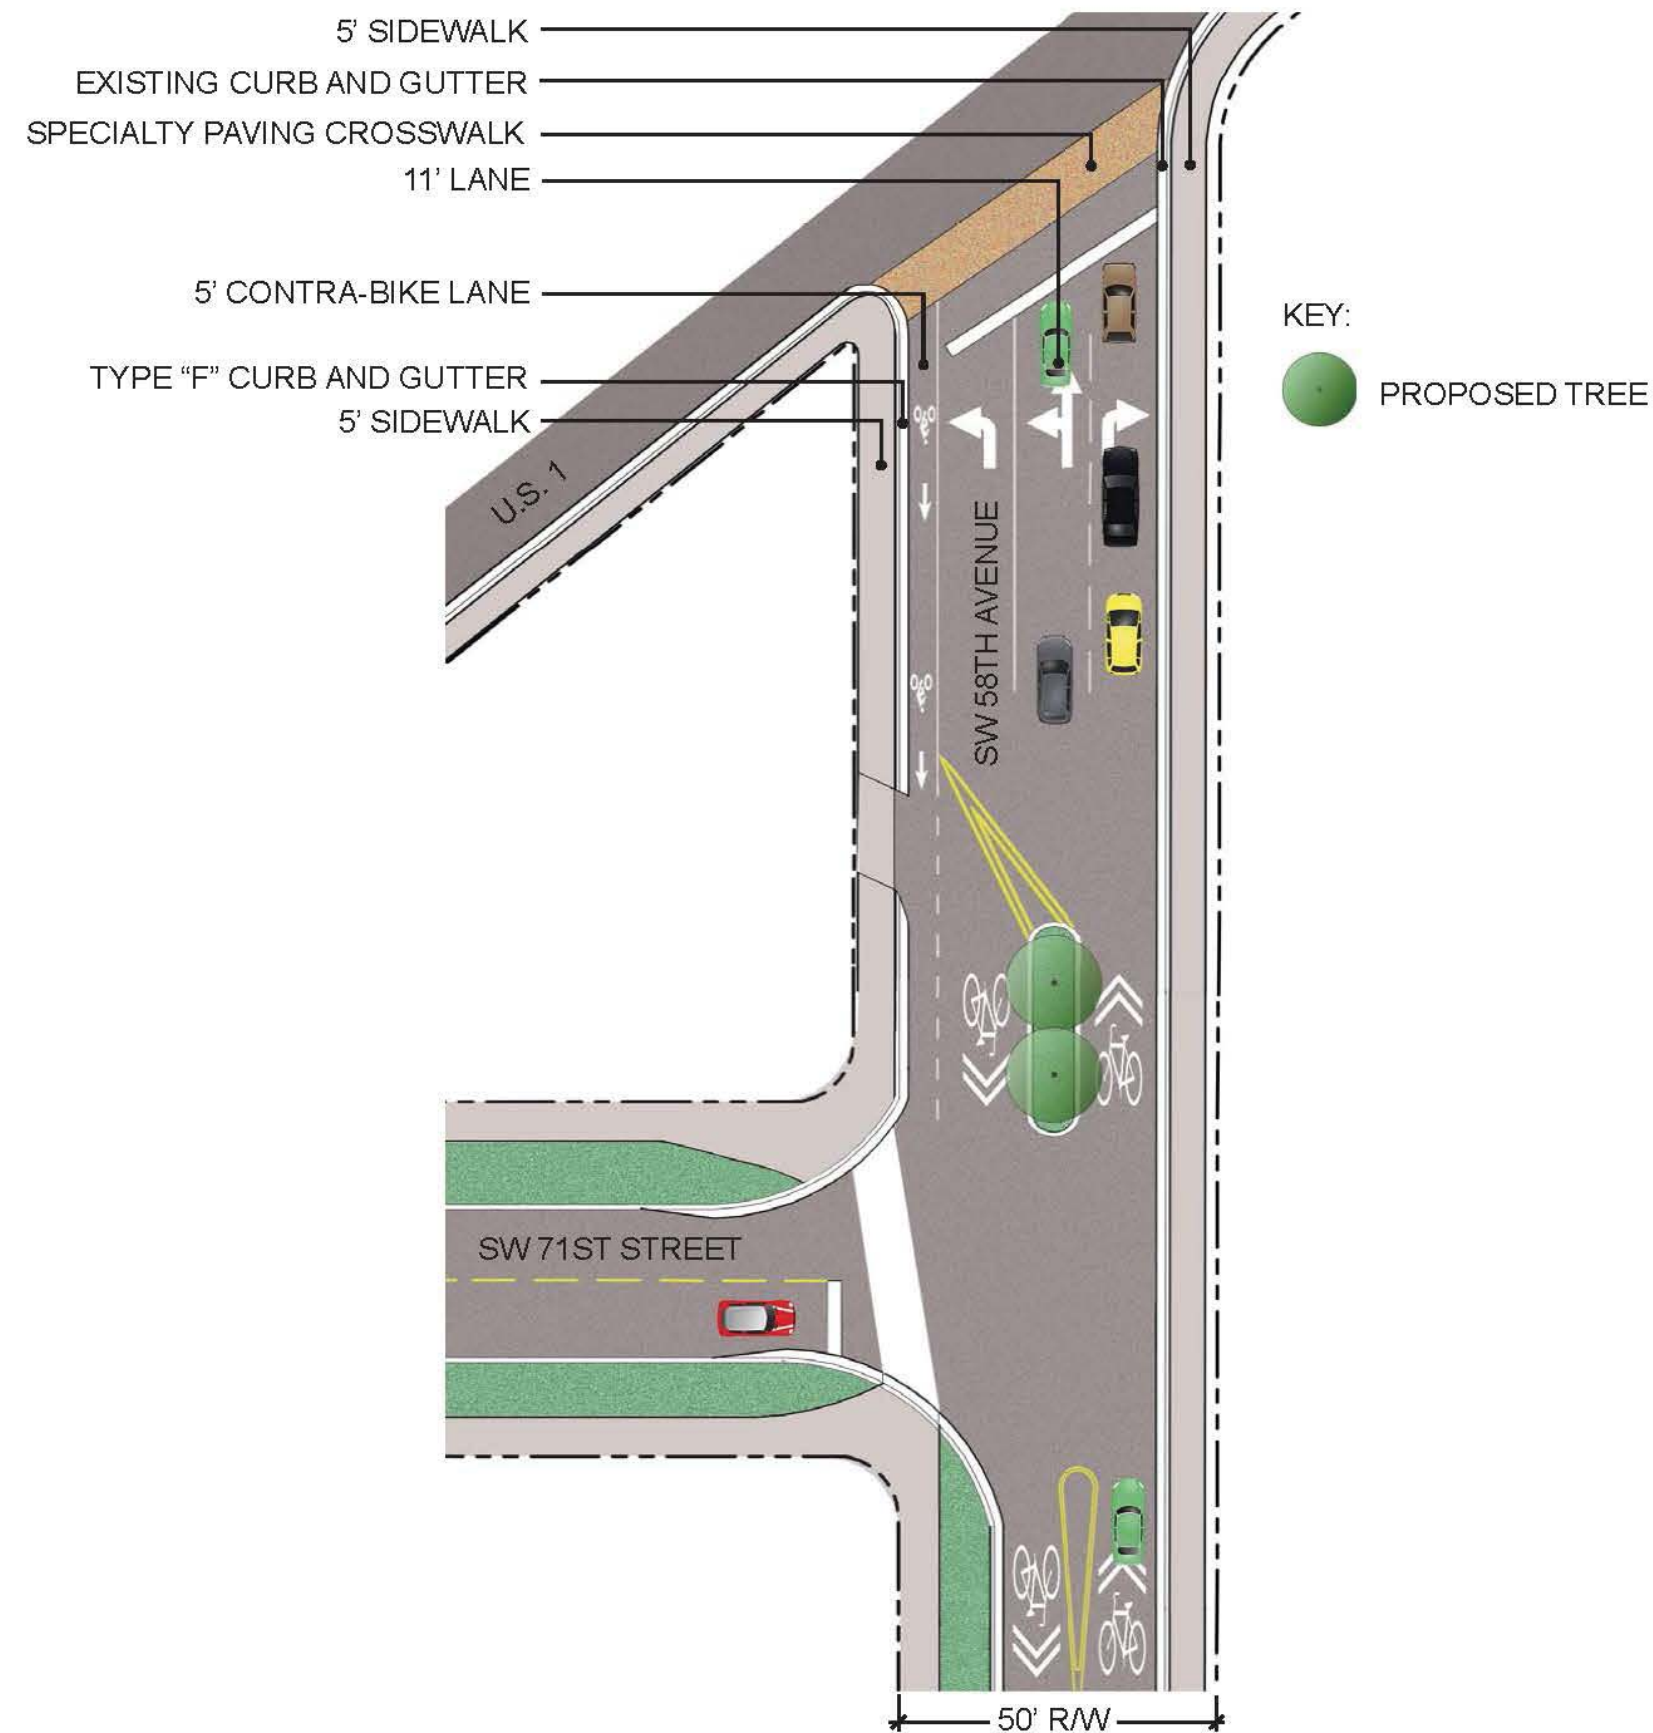 5’ SIDEWALK
EXISTING CURB AND GUTTER
SPECIALTY PAVING CROSSWALK
11’ LANE
5’ CONTRA-BIKE LANE
KEY:
TYPE “F” CURB AND GUTTER
PROPOSED TREE
5’ SIDEWALK
U.S. 1
SW 58TH AVENUE
SW 71ST STREET
50’ R/W